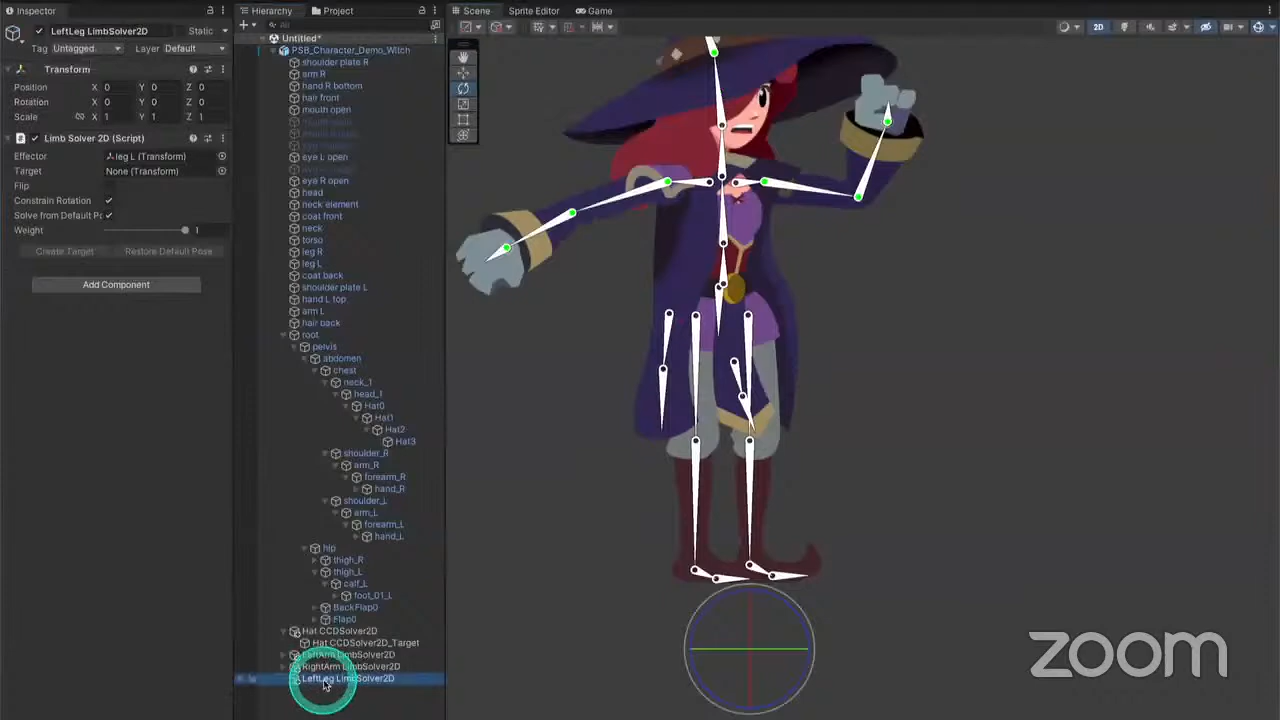 Inspector
Hierarchy
Project
Scene
Sprite Editor
Game
LeftLeg LimbSolver2D
Static
Tag Untagged
Layer Default
Transform
Position X 0 Y 0 Z 0
Rotation X 0 Y 0 Z 0
Scale X 1 Y 1 Z 1
Limb Solver 2D (Script)
Effector leg L (Transform)
Target None (Transform)
Flip
Constrain Rotation
Solve from Default Pc
Weight 1
Create Target
Restore Default Pose
Add Component
All
Untitled*
PSB_Character_Demo_Witch
shoulder plate R
arm R
hand R bottom
hair front
mouth open
eye L open
eye R open
head
neck element
coat front
neck
torso
leg R
leg L
coat back
shoulder plate L
hand L top
arm L
hair back
root
pelvis
abdomen
chest
neck_1
head_1
Hat0
Hat1
Hat2
Hat3
shoulder_R
arm_R
forearm_R
hand_R
shoulder_L
arm_L
forearm_L
hand_L
hip
thigh_R
thigh_L
calf_L
foot_01_L
BackFlap0
Flap0
Hat CCDSolver2D
Hat CCDSolver2D_Target
LeftArm LimbSolver2D
RightArm LimbSolver2D
LeftLeg LimbSolver2D
2D
zoom